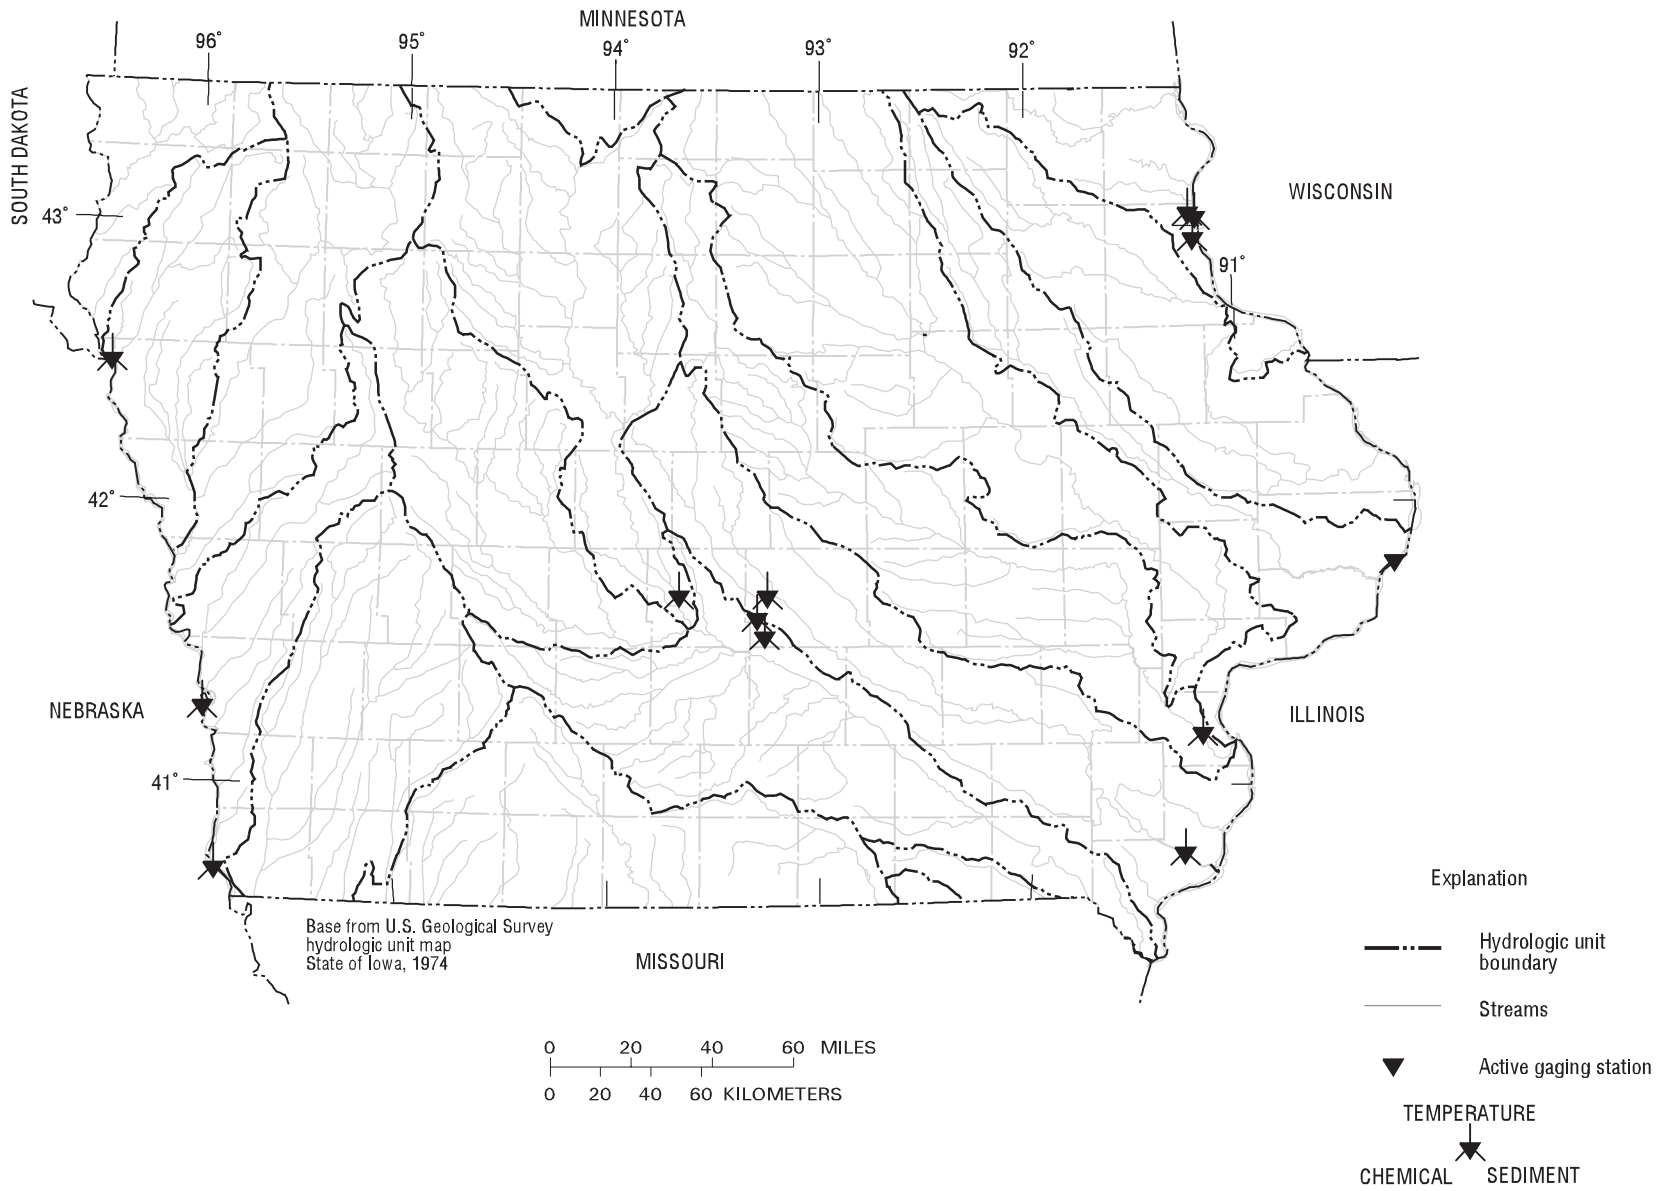 MINNESOTA
96°
95°
94°
93°
92°
SOUTH DAKOTA
43°
WISCONSIN
91°
42°
NEBRASKA
ILLINOIS
41°
Base from U.S. Geological Survey
hydrologic unit map
State of Iowa, 1974
MISSOURI
0 20 40 60 MILES
0 20 40 60 KILOMETERS
Explanation
Hydrologic unit
boundary
Streams
Active gaging station
TEMPERATURE
CHEMICAL SEDIMENT